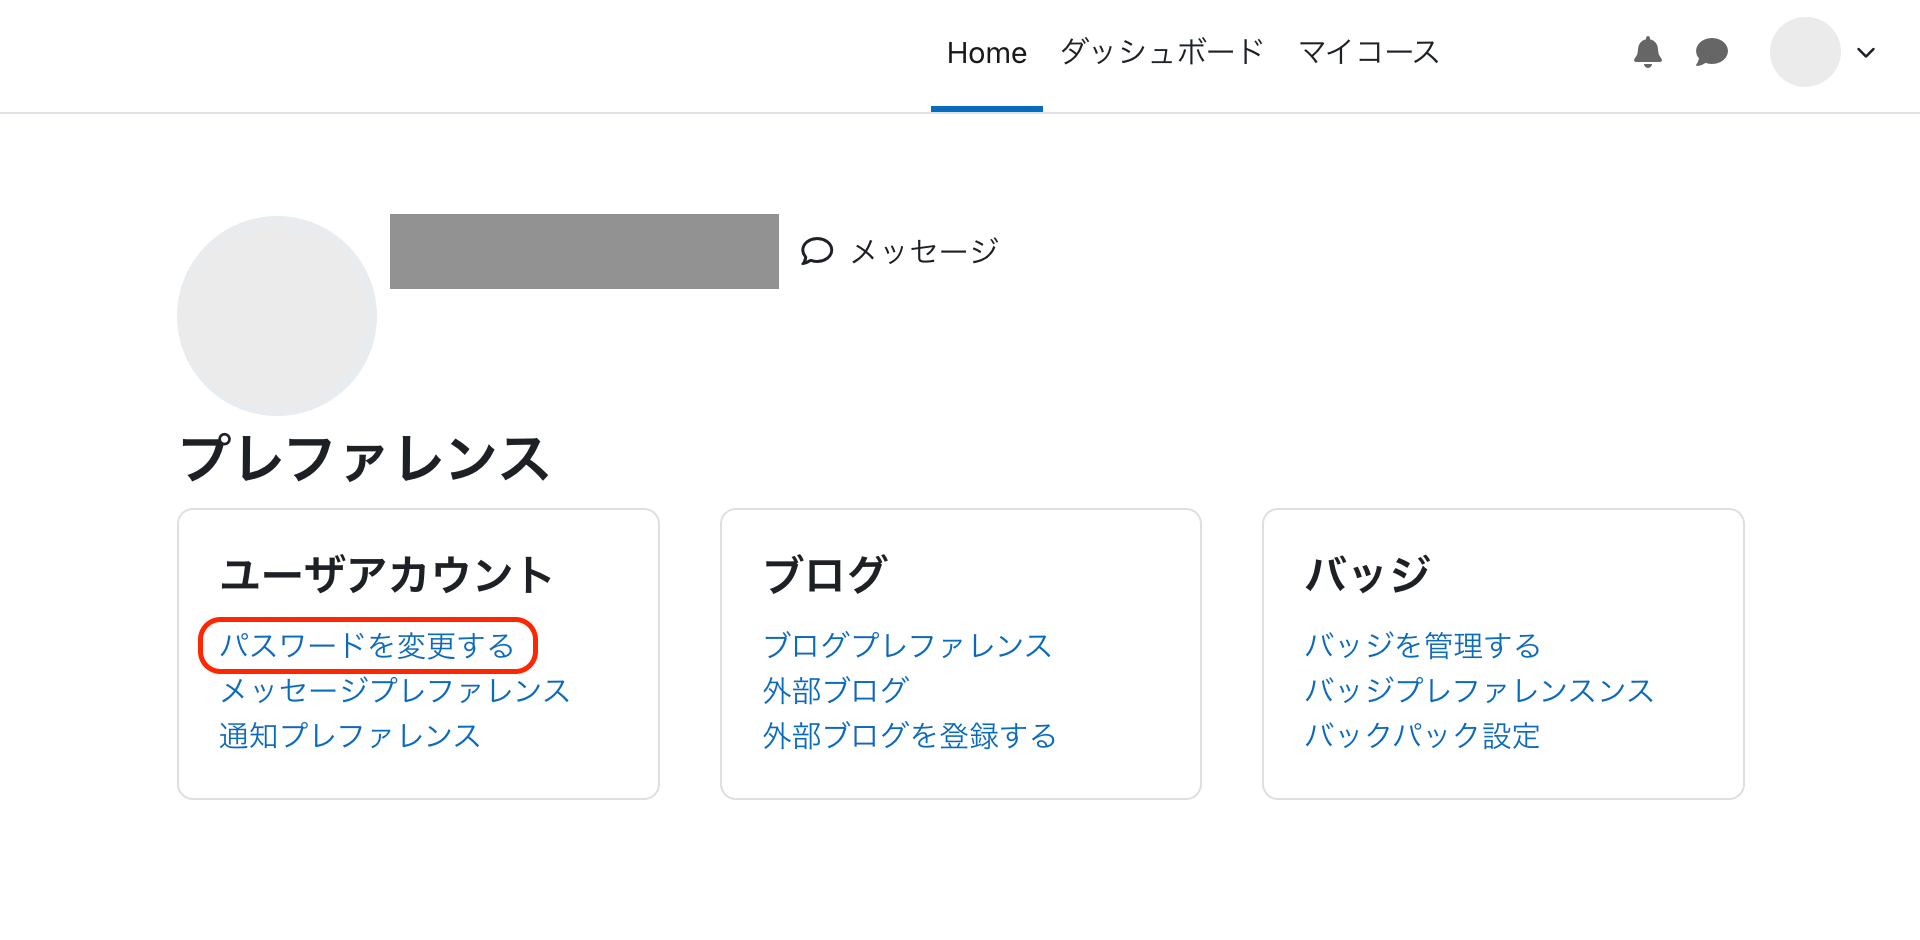 Home ダッシュボード マイコース
メッセージ
プレファレンス
ユーザアカウント
パスワードを変更する
メッセージプレファレンス
通知プレファレンス
ブログ
ブログプレファレンス
外部ブログ
外部ブログを登録する
バッジ
バッジを管理する
バッジプレファレンスンス
バックパック設定